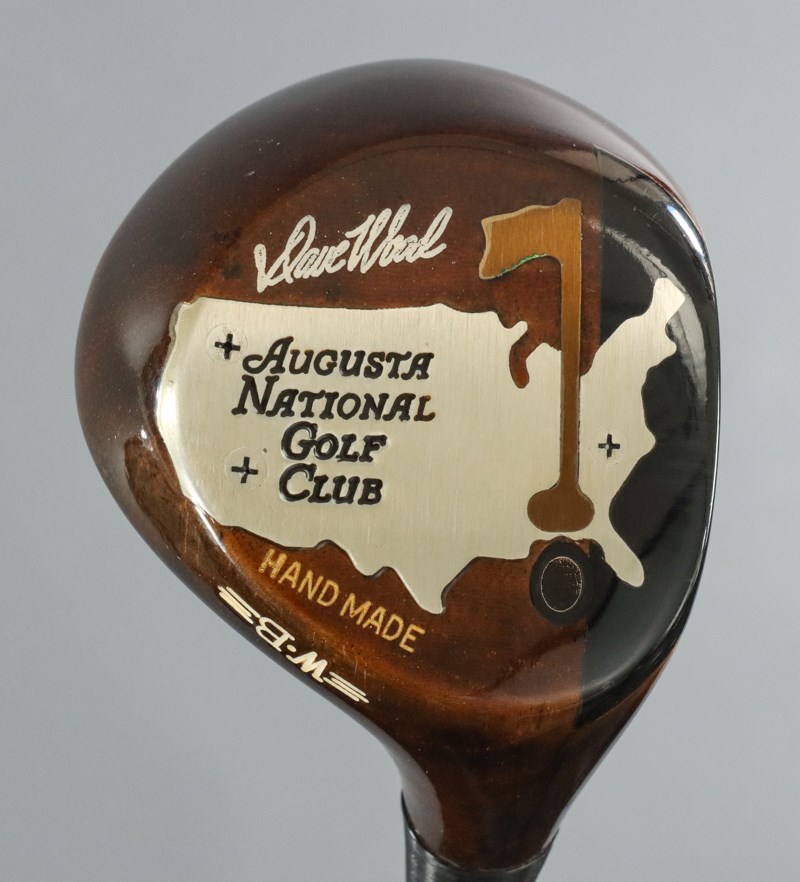 Dave Wood
AUGUSTA
NATIONAL
GOLF
CLUB
HAND MADE
W·B